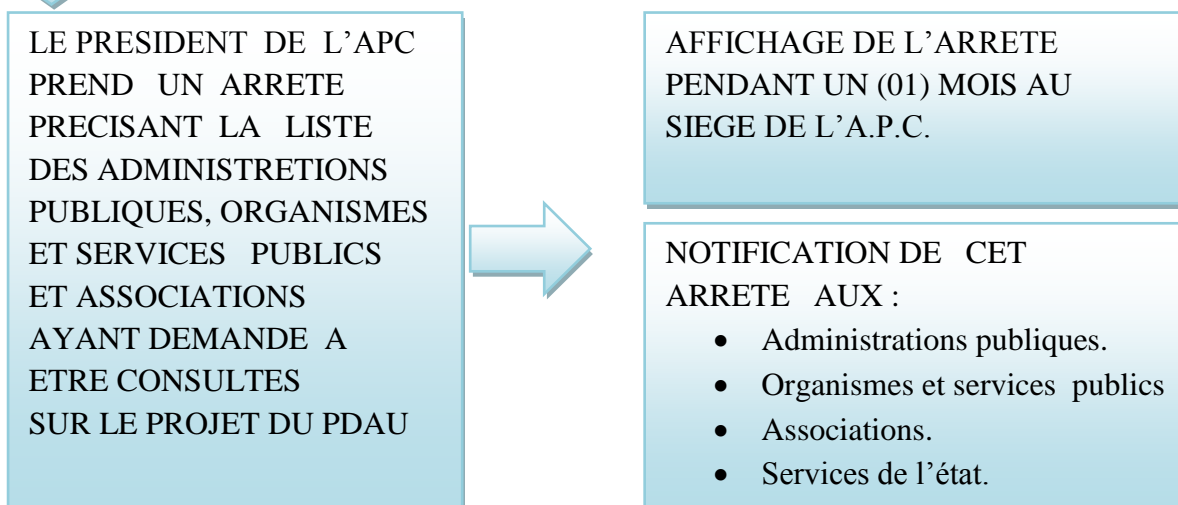 LE PRESIDENT DE L’APC
PREND UN ARRETE
PRECISANT LA LISTE
DES ADMINISTRETIONS
PUBLIQUES, ORGANISMES
ET SERVICES PUBLICS
ET ASSOCIATIONS
AYANT DEMANDE A
ETRE CONSULTES
SUR LE PROJET DU PDAU
AFFICHAGE DE L’ARRETE
PENDANT UN (01) MOIS AU
SIEGE DE L’A.P.C.
NOTIFICATION DE CET
ARRETE AUX :
• Administrations publiques.
• Organismes et services publics
• Associations.
• Services de l’état.